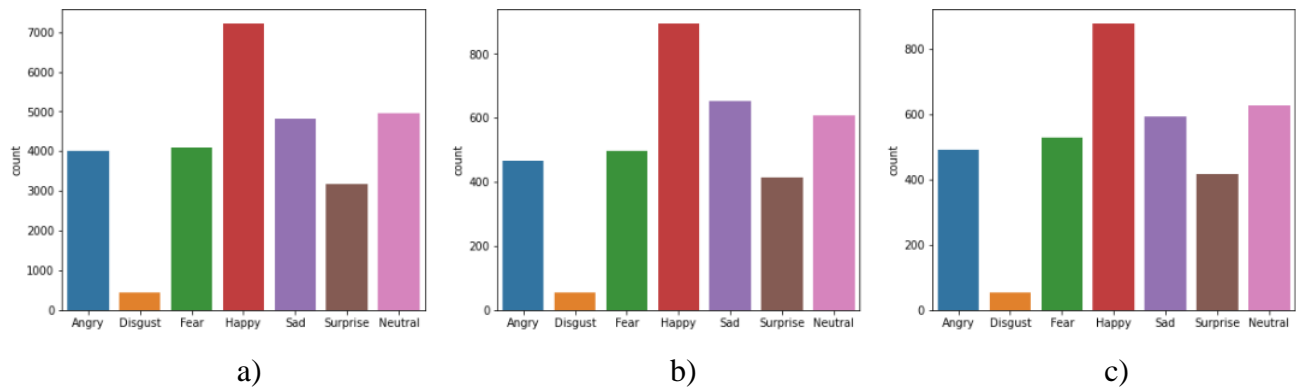 7000
6000
5000
4000
3000
2000
1000
0
count
Angry Disgust Fear Happy Sad Surprise Neutral
a)
800
600
400
200
0
count
Angry Disgust Fear Happy Sad Surprise Neutral
b)
800
600
400
200
0
count
Angry Disgust Fear Happy Sad Surprise Neutral
c)